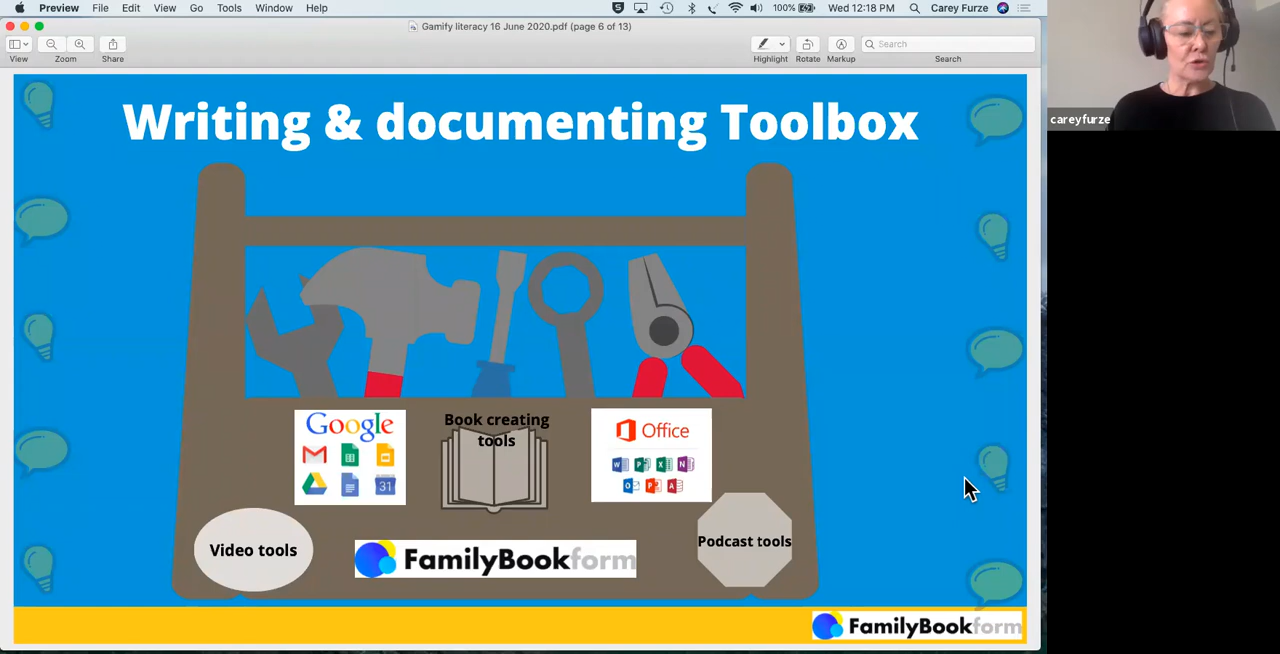 Preview File Edit View Go Tools Window Help 100% Wed 12:18 PM Carey Furze
Gamify literacy 16 June 2020.pdf (page 6 of 13)
Search
View Zoom Share Highlight Rotate Markup Search
careyfurze
Writing & documenting Toolbox
Google
Book creating
tools
Office
31
Video tools
FamilyBookform
Podcast tools
FamilyBookform